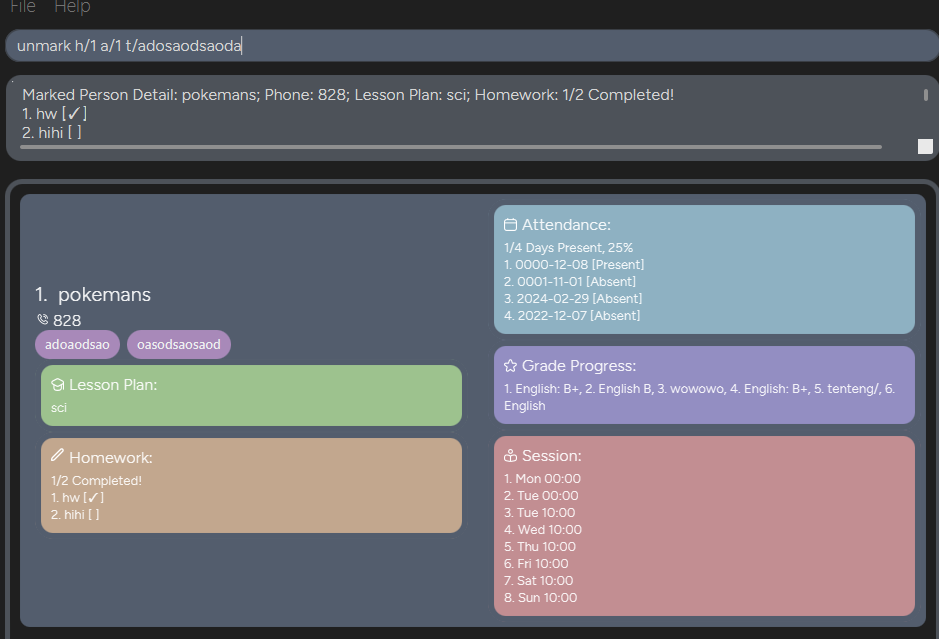 File Help
unmark h/1 a/1 t/adosaodsaoda
Marked Person Detail: pokemans; Phone: 828; Lesson Plan: sci; Homework: 1/2 Completed!
1. hw [✓]
2. hihi [ ]
1. pokemans
828
adoaodsao oasodsaosaod
Lesson Plan:
sci
Homework:
1/2 Completed!
1. hw [✓]
2. hihi [ ]
Attendance:
1/4 Days Present, 25%
1. 0000-12-08 [Present]
2. 0001-11-01 [Absent]
3. 2024-02-29 [Absent]
4. 2022-12-07 [Absent]
Grade Progress:
1. English: B+, 2. English B, 3. wowowo, 4. English: B+, 5. tenteng/, 6.
English
Session:
1. Mon 00:00
2. Tue 00:00
3. Tue 10:00
4. Wed 10:00
5. Thu 10:00
6. Fri 10:00
7. Sat 10:00
8. Sun 10:00